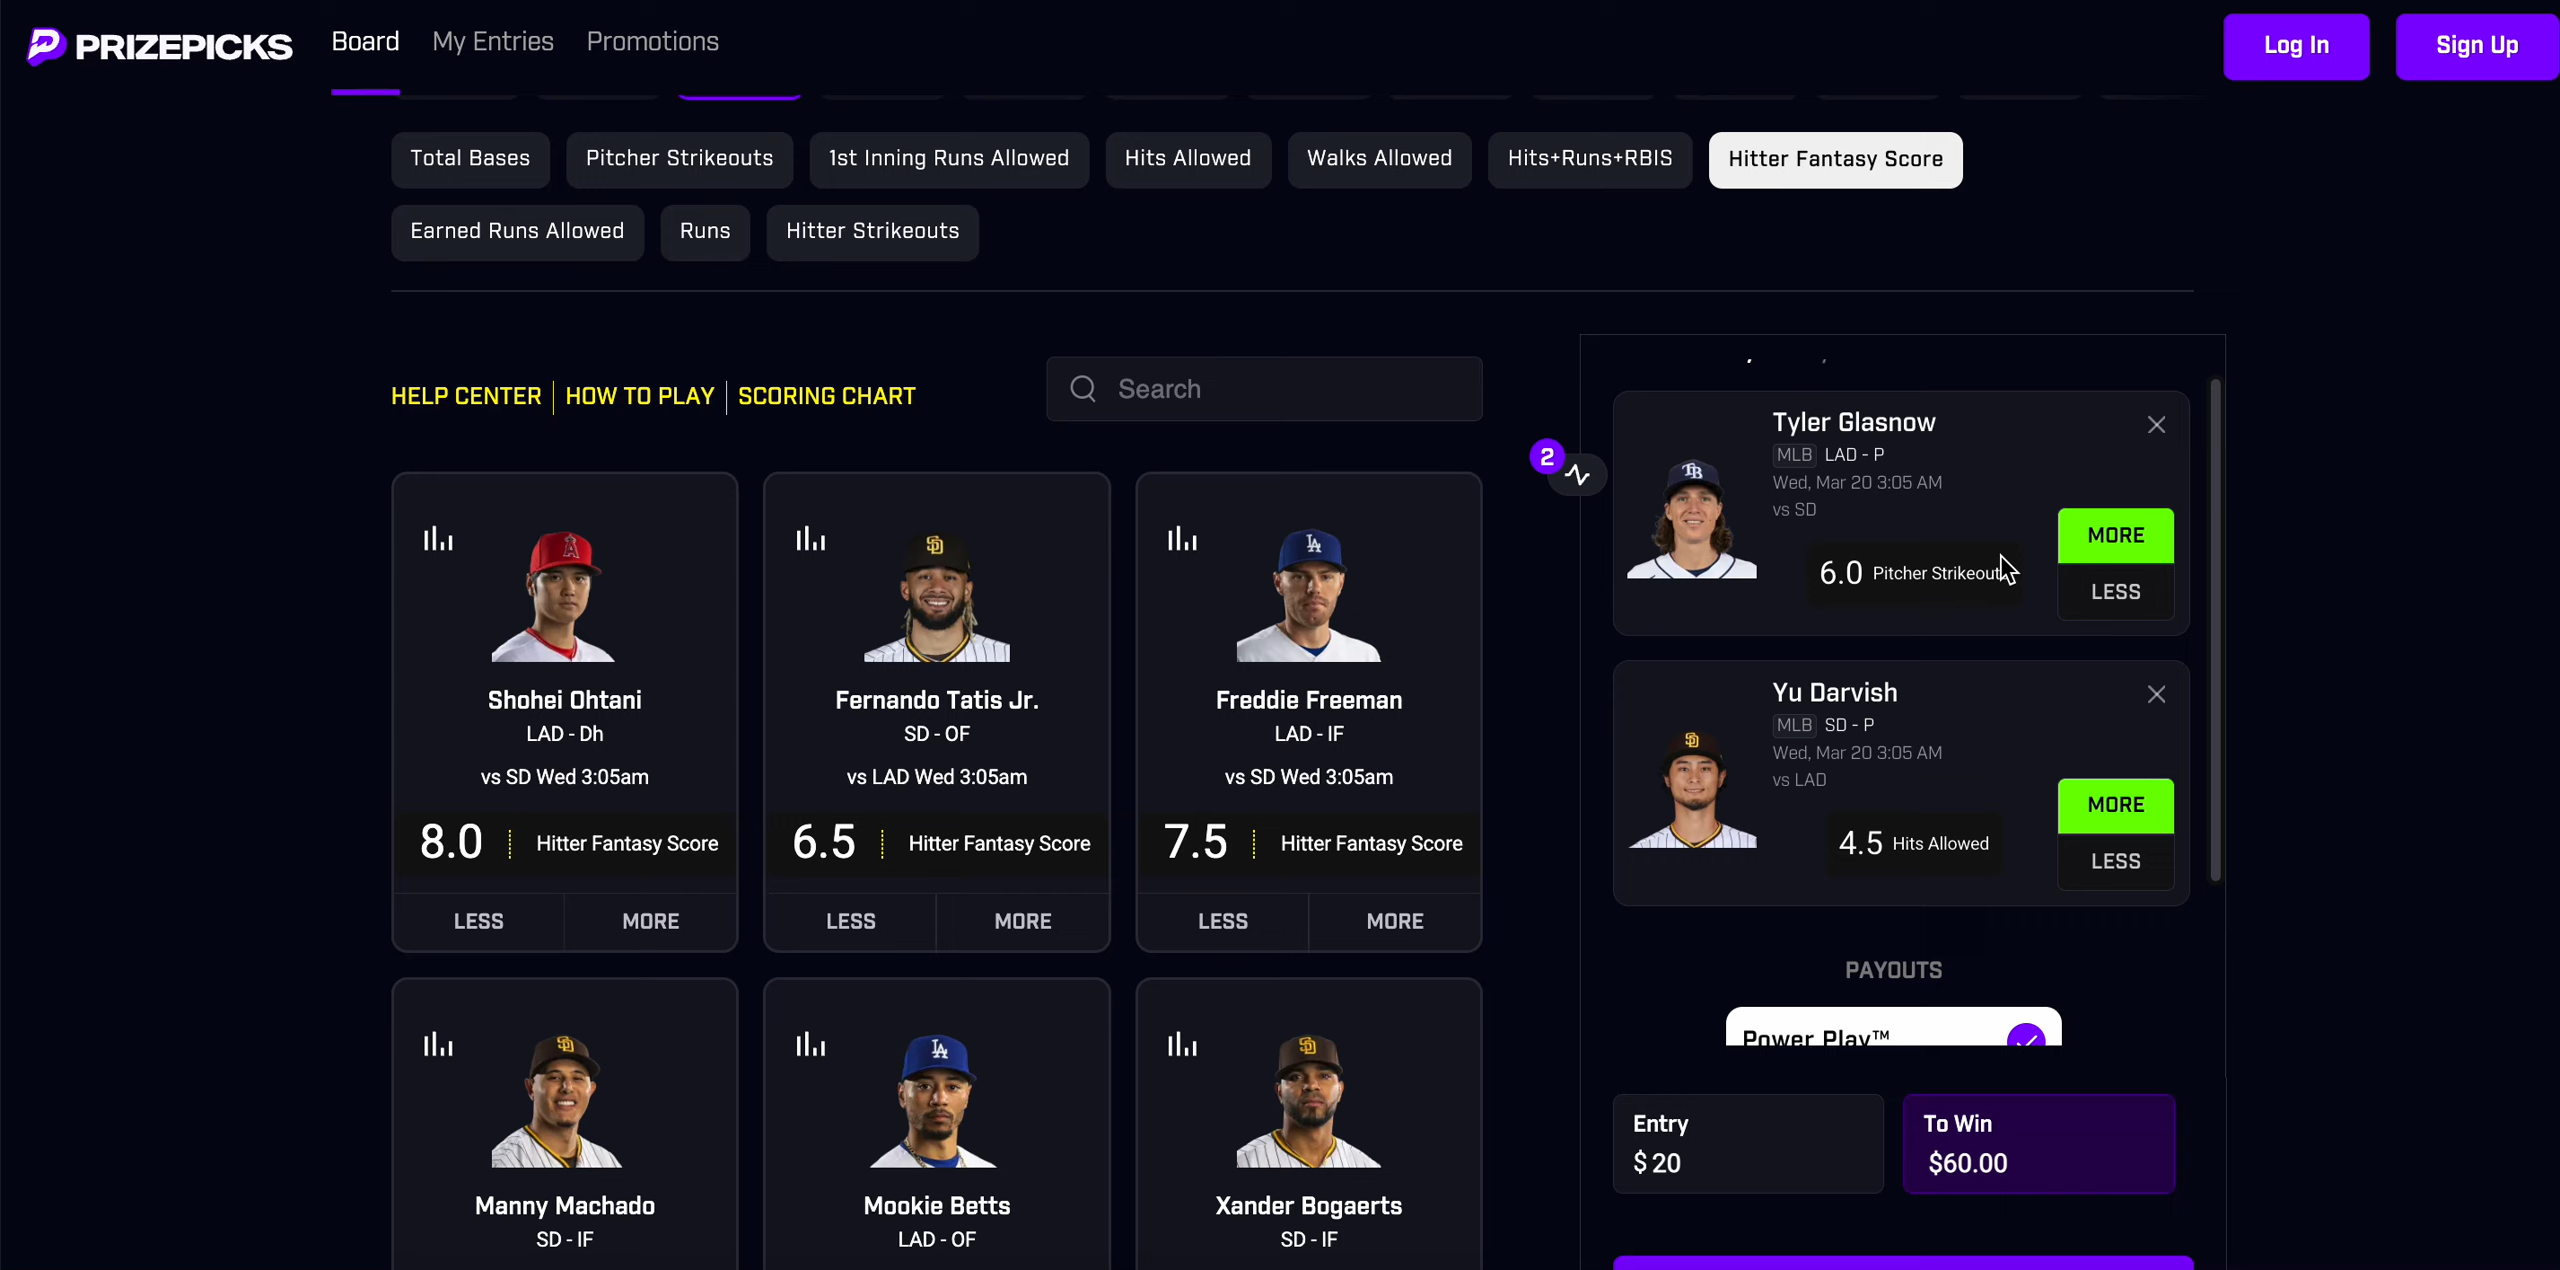 PRIZEPICKS
Board My Entries Promotions
Log In Sign Up
Total Bases Pitcher Strikeouts 1st Inning Runs Allowed Hits Allowed Walks Allowed Hits+Runs+RBIS Hitter Fantasy Score
Earned Runs Allowed Runs Hitter Strikeouts
HELP CENTER HOW TO PLAY SCORING CHART
Search
Shohei Ohtani
LAD - Dh
vs SD Wed 3:05am
8.0 Hitter Fantasy Score
LESS MORE
Fernando Tatis Jr.
SD - OF
vs LAD Wed 3:05am
6.5 Hitter Fantasy Score
LESS MORE
Freddie Freeman
LAD - IF
vs SD Wed 3:05am
7.5 Hitter Fantasy Score
LESS MORE
Manny Machado
SD - IF
Mookie Betts
LAD - OF
Xander Bogaerts
SD - IF
2
Tyler Glasnow
MLB LAD - P
Wed, Mar 20 3:05 AM
vs SD
MORE
6.0 Pitcher Strikeout
LESS
Yu Darvish
MLB SD - P
Wed, Mar 20 3:05 AM
vs LAD
MORE
4.5 Hits Allowed
LESS
PAYOUTS
Power Play™
Entry
$ 20
To Win
$60.00